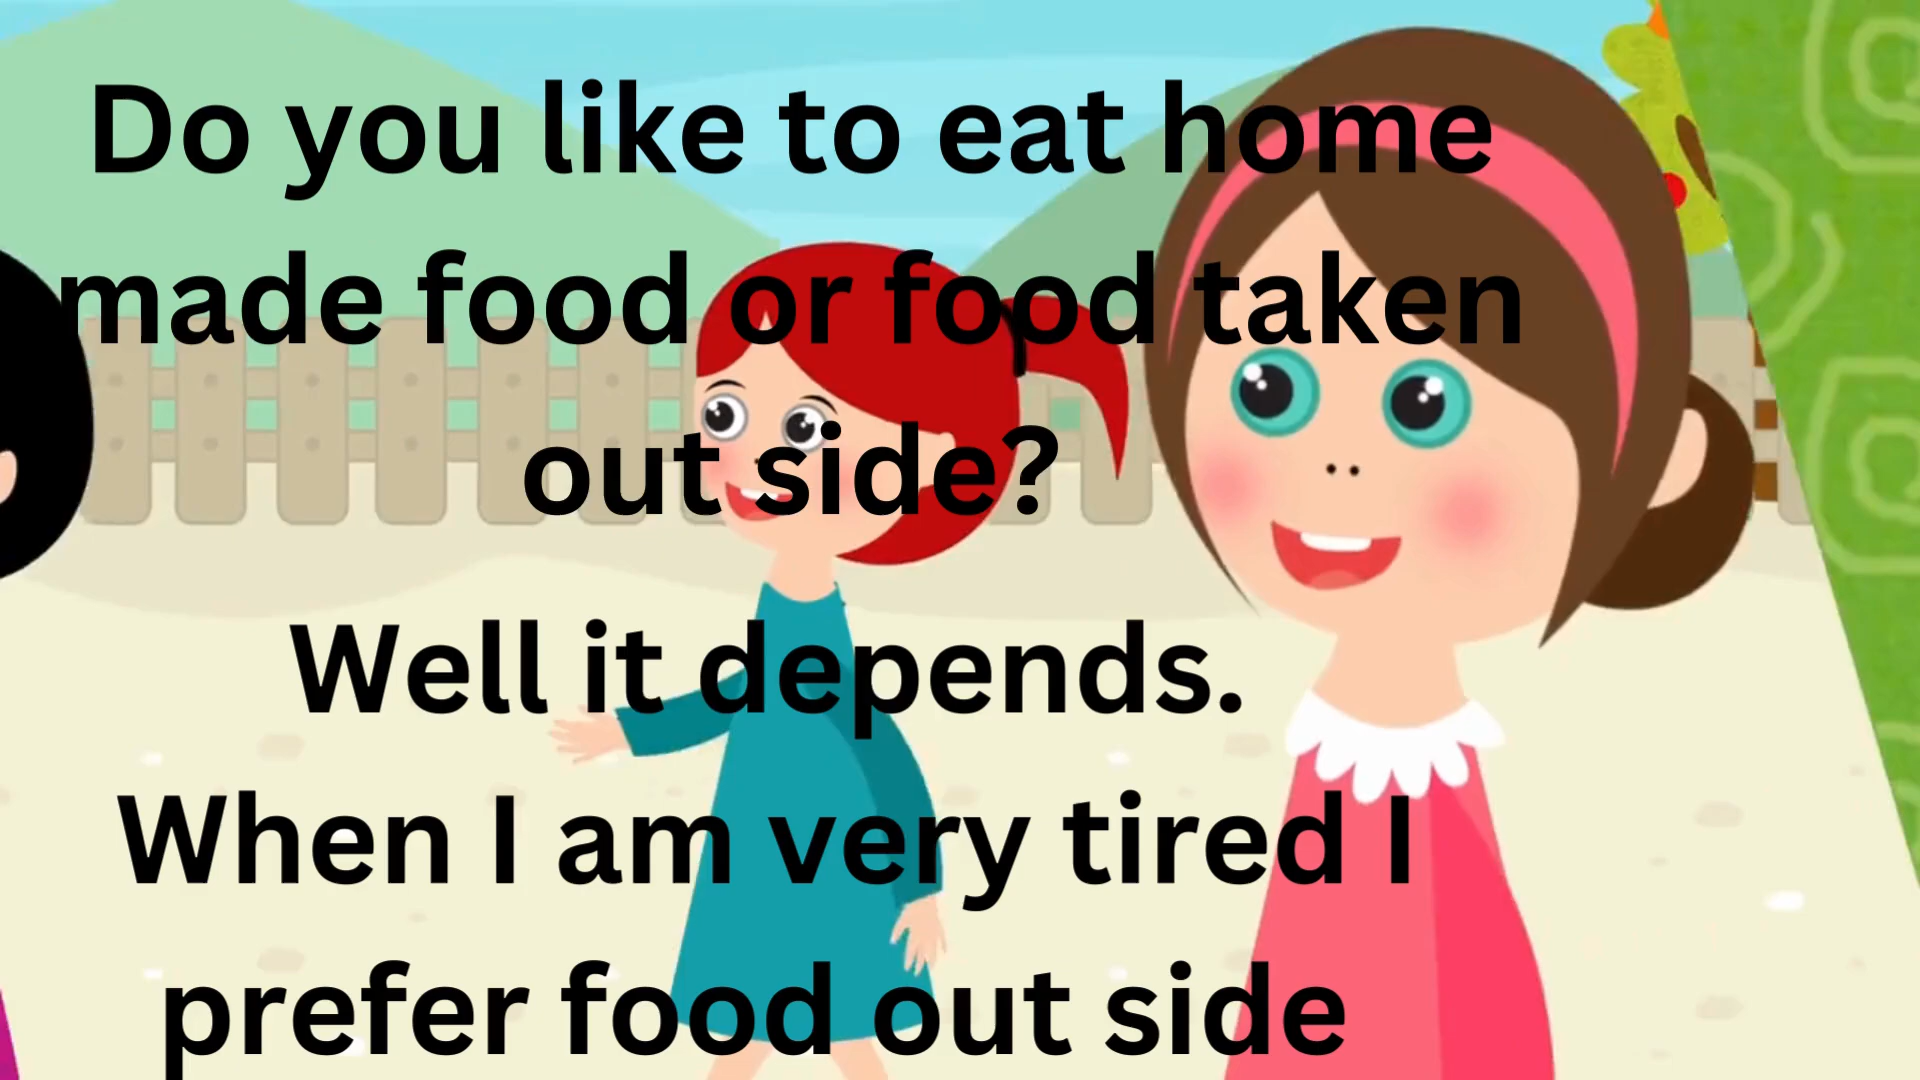 Do you like to eat home
made food or food taken
out side?
Well it depends.
When I am very tired I
prefer food out side